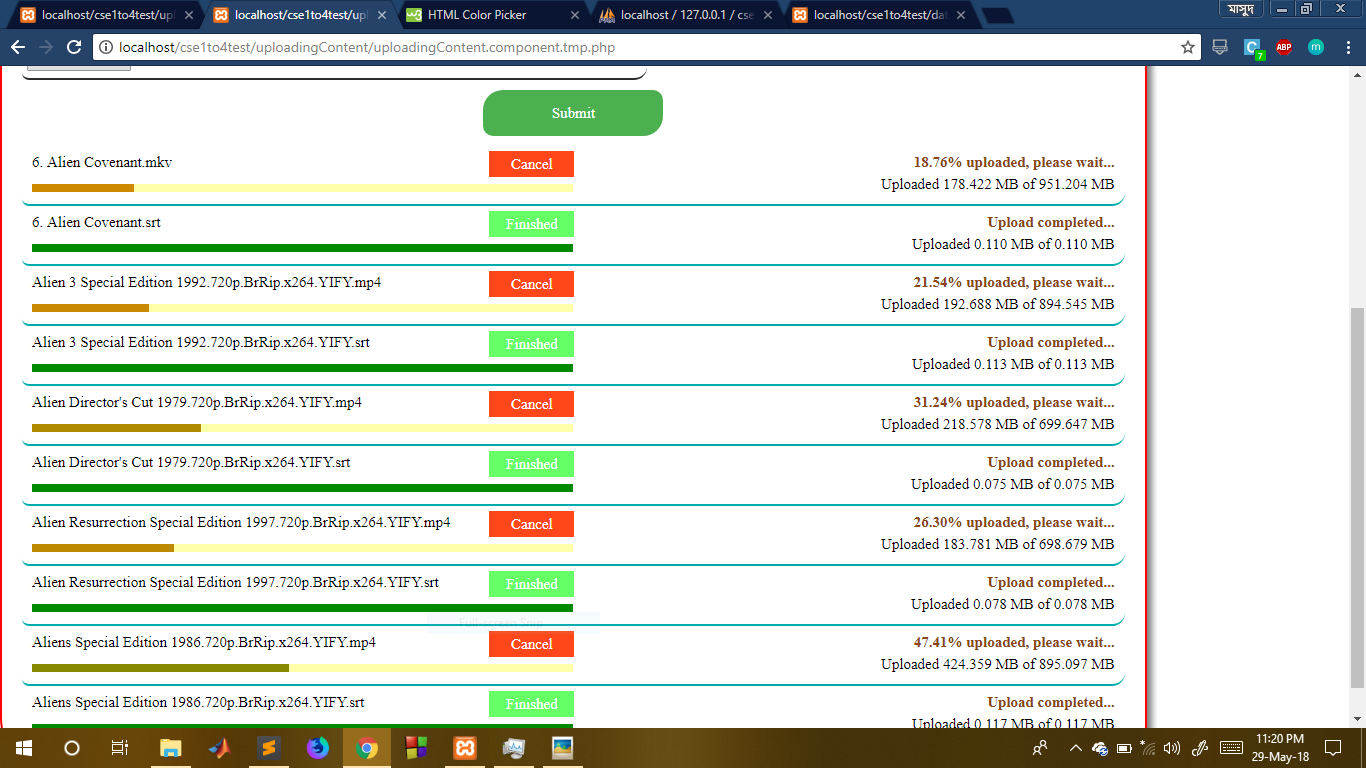 localhost/cse1to4test/upl
localhost/cse1to4test/upl
HTML Color Picker
localhost / 127.0.0.1 / cse
localhost/cse1to4test/dat
মাসুদ
localhost/cse1to4test/uploadingContent/uploadingContent.component.tmp.php
C
7
ABP
m
Submit
6. Alien Covenant.mkv
Cancel
18.76% uploaded, please wait...
Uploaded 178.422 MB of 951.204 MB
6. Alien Covenant.srt
Finished
Upload completed...
Uploaded 0.110 MB of 0.110 MB
Alien 3 Special Edition 1992.720p.BrRip.x264.YIFY.mp4
Cancel
21.54% uploaded, please wait...
Uploaded 192.688 MB of 894.545 MB
Alien 3 Special Edition 1992.720p.BrRip.x264.YIFY.srt
Finished
Upload completed...
Uploaded 0.113 MB of 0.113 MB
Alien Director's Cut 1979.720p.BrRip.x264.YIFY.mp4
Cancel
31.24% uploaded, please wait...
Uploaded 218.578 MB of 699.647 MB
Alien Director's Cut 1979.720p.BrRip.x264.YIFY.srt
Finished
Upload completed...
Uploaded 0.075 MB of 0.075 MB
Alien Resurrection Special Edition 1997.720p.BrRip.x264.YIFY.mp4
Cancel
26.30% uploaded, please wait...
Uploaded 183.781 MB of 698.679 MB
Alien Resurrection Special Edition 1997.720p.BrRip.x264.YIFY.srt
Finished
Upload completed...
Uploaded 0.078 MB of 0.078 MB
Aliens Special Edition 1986.720p.BrRip.x264.YIFY.mp4
Cancel
47.41% uploaded, please wait...
Uploaded 424.359 MB of 895.097 MB
Aliens Special Edition 1986.720p.BrRip.x264.YIFY.srt
Finished
Upload completed...
Uploaded 0.117 MB of 0.117 MB
11:20 PM
29-May-18